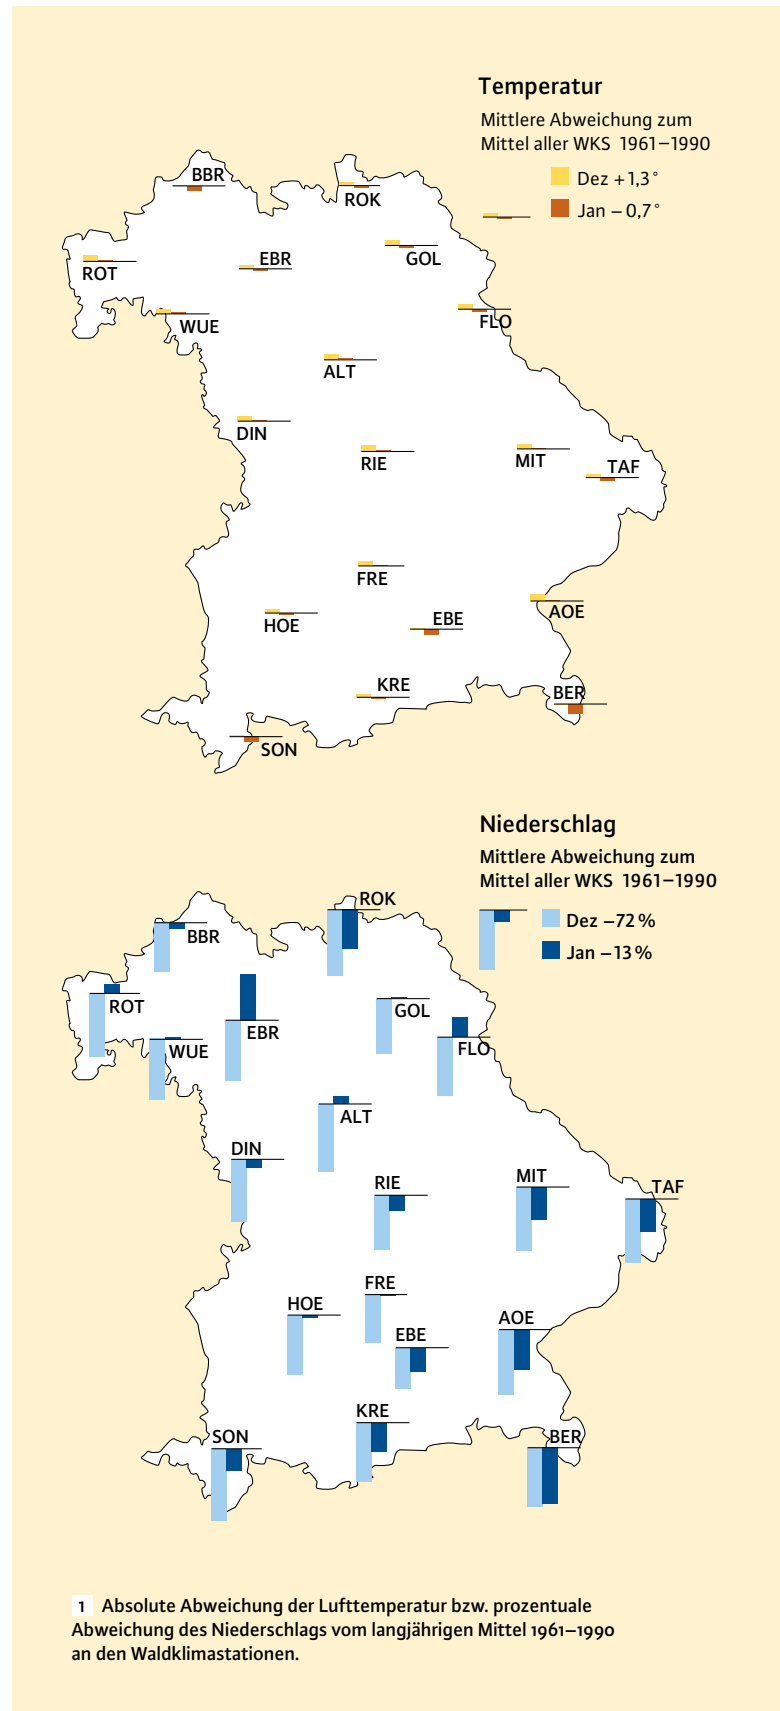 Temperatur
Mittlere Abweichung zum
Mittel aller WKS 1961–1990
Dez +1,3°
Jan –0,7°
BBR
ROK
ROT
EBR
GOL
WUE
FLO
ALT
DIN
RIE
MIT
TAF
FRE
AOE
HOE
EBE
KRE
BER
SON
Niederschlag
Mittlere Abweichung zum
Mittel aller WKS 1961–1990
Dez –72%
Jan –13%
ROK
BBR
ROT
GOL
EBR
WUE
FLO
ALT
DIN
RIE
MIT
TAF
FRE
HOE
AOE
EBE
KRE
SON
BER
1 Absolute Abweichung der Lufttemperatur bzw. prozentuale
Abweichung des Niederschlags vom langjährigen Mittel 1961–1990
an den Waldklimastationen.